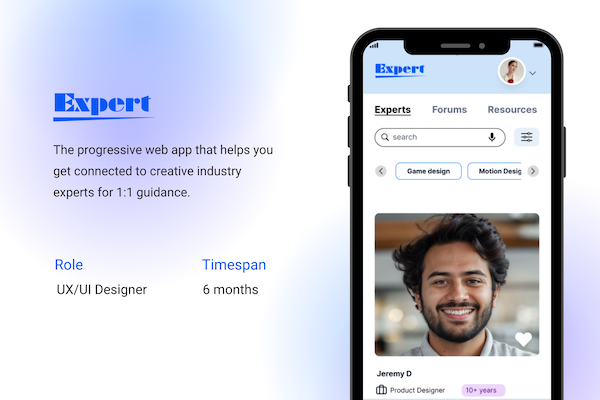 Expert
The progressive web app that helps you
get connected to creative industry
experts for 1:1 guidance.
Role
Timespan
UX/UI Designer
6 months
Expert
Experts
Forums
Resources
search
Game design
Motion Desig
Jeremy D
Product Designer
10+ years